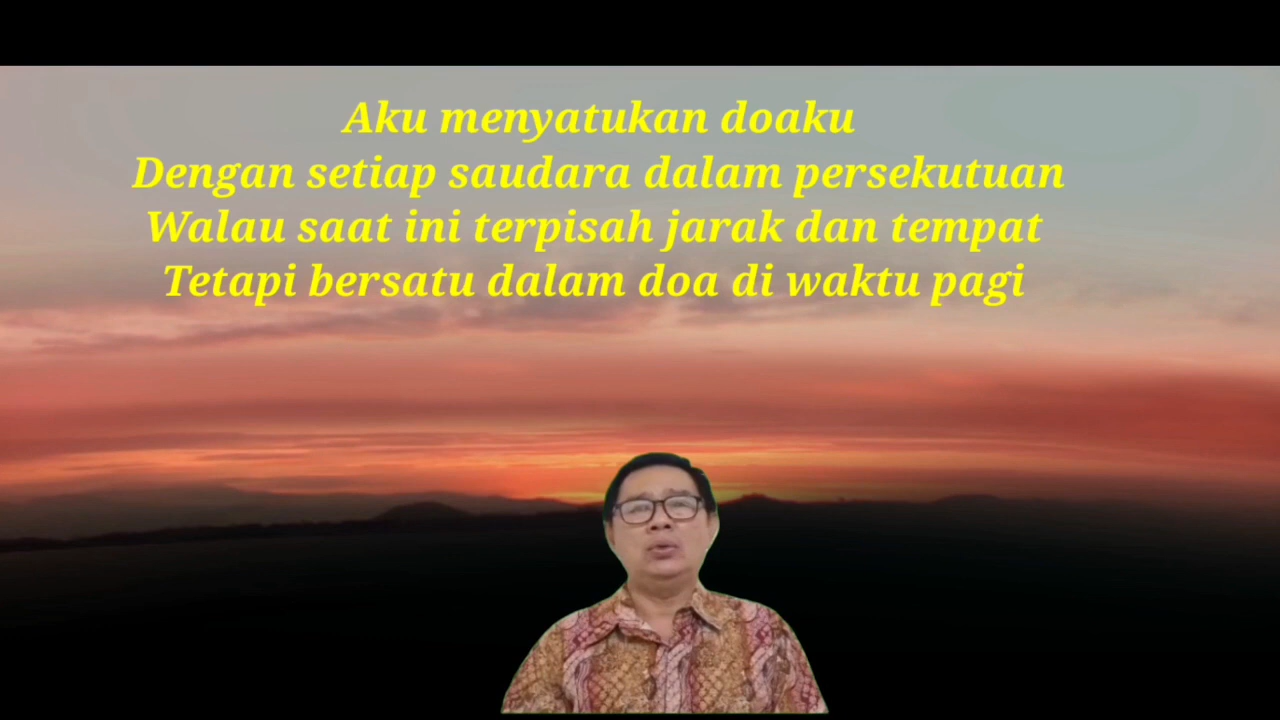 Aku menyatukan doaku
Dengan setiap saudara dalam persekutuan
Walau saat ini terpisah jarak dan tempat
Tetapi bersatu dalam doa di waktu pagi